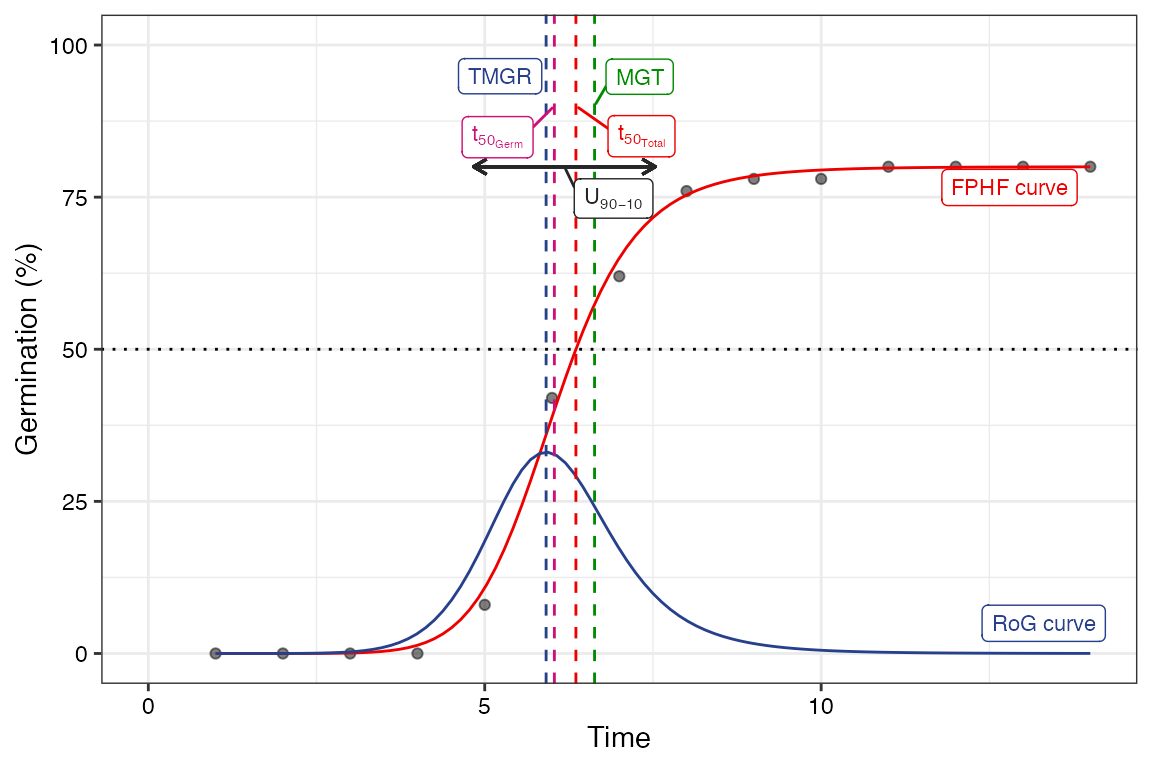 100
75
50
25
0
Germination (%)
TMGR
MGT
t50Germ
t50Total
U90−10
FPHF curve
RoG curve
0
5
10
Time